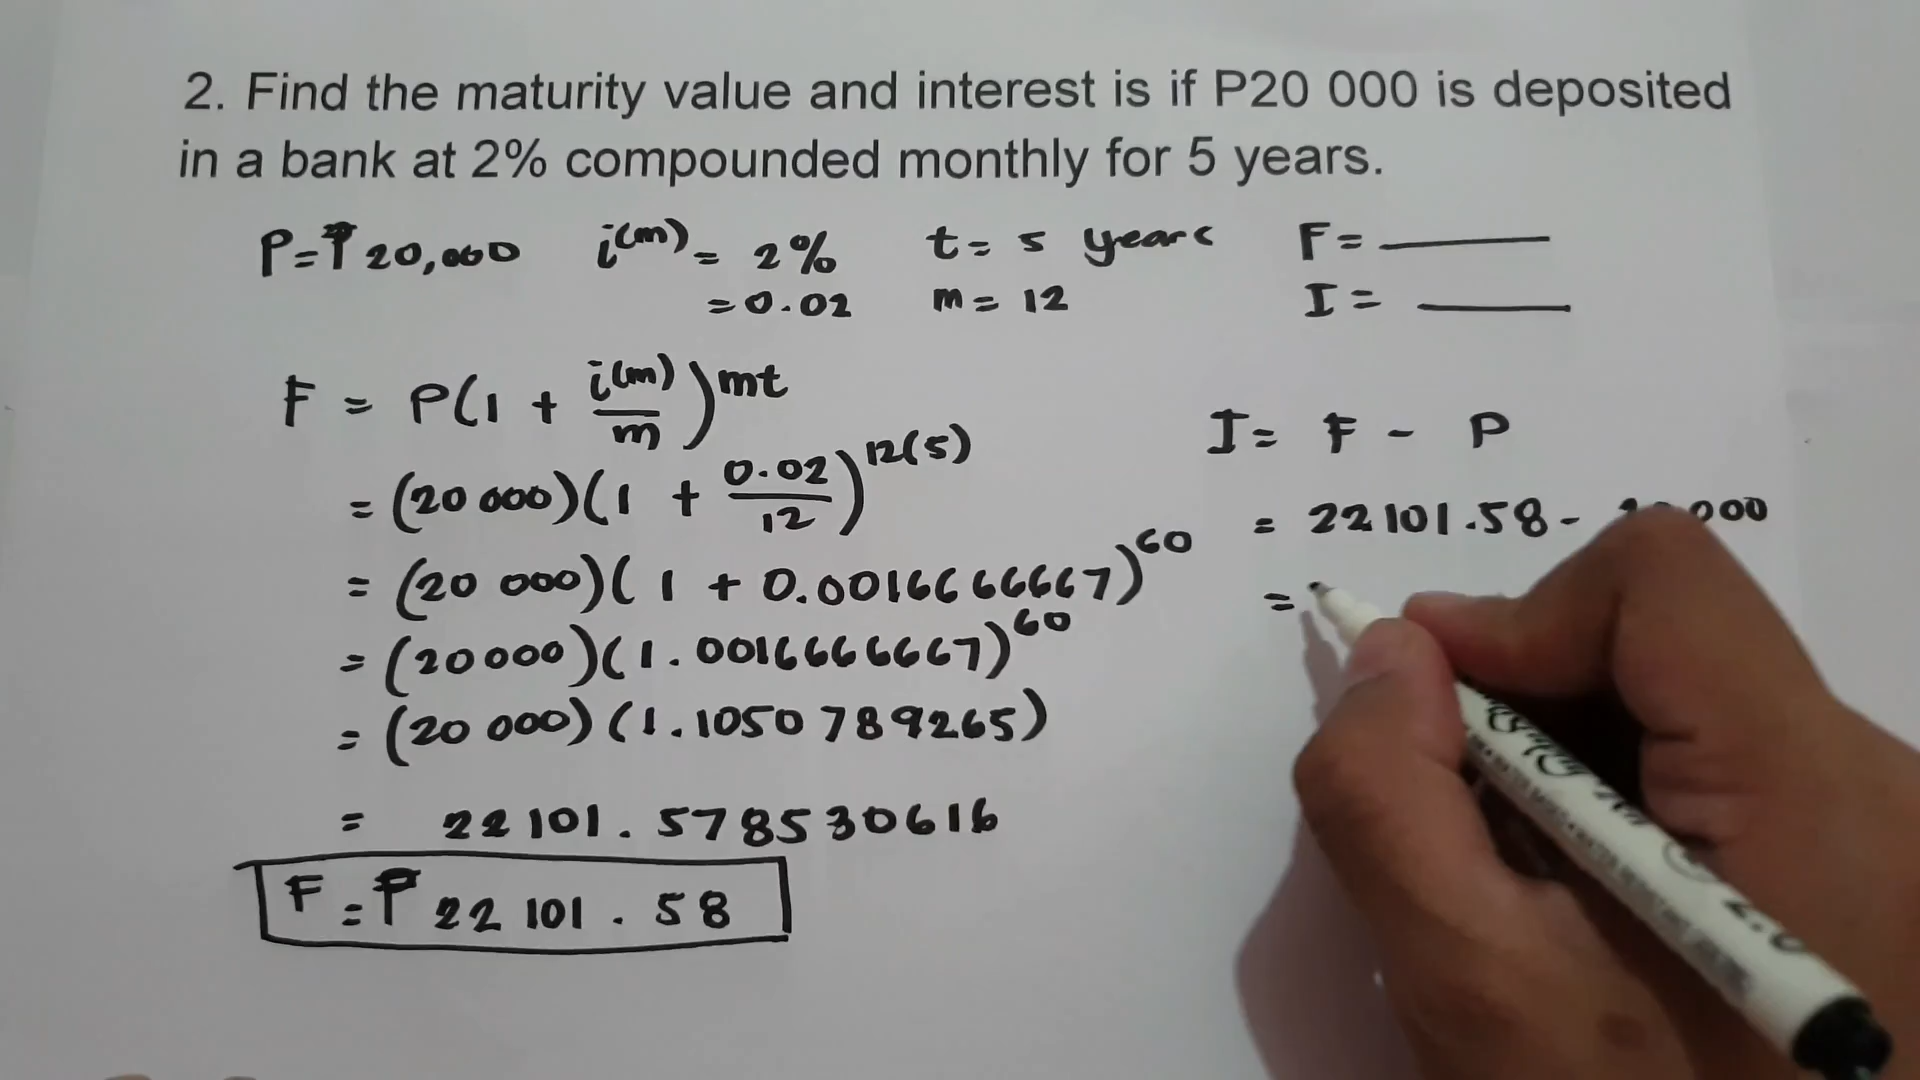 2. Find the maturity value and interest is if P20 000 is deposited
in a bank at 2% compounded monthly for 5 years.
P=₱20,000 i(m) = 2% t= 5 years F= ______
=0.02 m= 12 I = ______
F = P(1 + i(m)/m)^mt
= (20 000)(1 + 0.02/12)^12(5)
= (20 000)(1 + 0.0016666667)^60
= (20000)(1.0016666667)^60
= (20 000)(1.1050789265)
= 22101.578530616
F=₱22 101.58
I= F - P
= 22101.58-
=